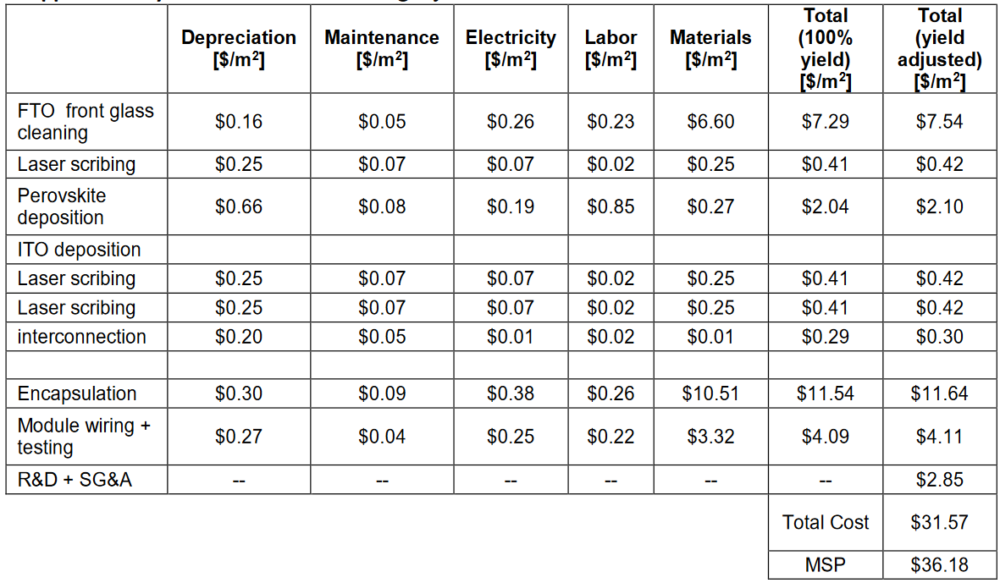 Depreciation [$/m²] Maintenance [$/m²] Electricity [$/m²] Labor [$/m²] Materials [$/m²] Total (100% yield) [$/m²] Total (yield adjusted) [$/m²]
FTO front glass cleaning $0.16 $0.05 $0.26 $0.23 $6.60 $7.29 $7.54
Laser scribing $0.25 $0.07 $0.07 $0.02 $0.25 $0.41 $0.42
Perovskite deposition $0.66 $0.08 $0.19 $0.85 $0.27 $2.04 $2.10
ITO deposition
Laser scribing $0.25 $0.07 $0.07 $0.02 $0.25 $0.41 $0.42
Laser scribing $0.25 $0.07 $0.07 $0.02 $0.25 $0.41 $0.42
interconnection $0.20 $0.05 $0.01 $0.02 $0.01 $0.29 $0.30
Encapsulation $0.30 $0.09 $0.38 $0.26 $10.51 $11.54 $11.64
Module wiring + testing $0.27 $0.04 $0.25 $0.22 $3.32 $4.09 $4.11
R&D + SG&A -- -- -- -- -- -- $2.85
Total Cost $31.57
MSP $36.18